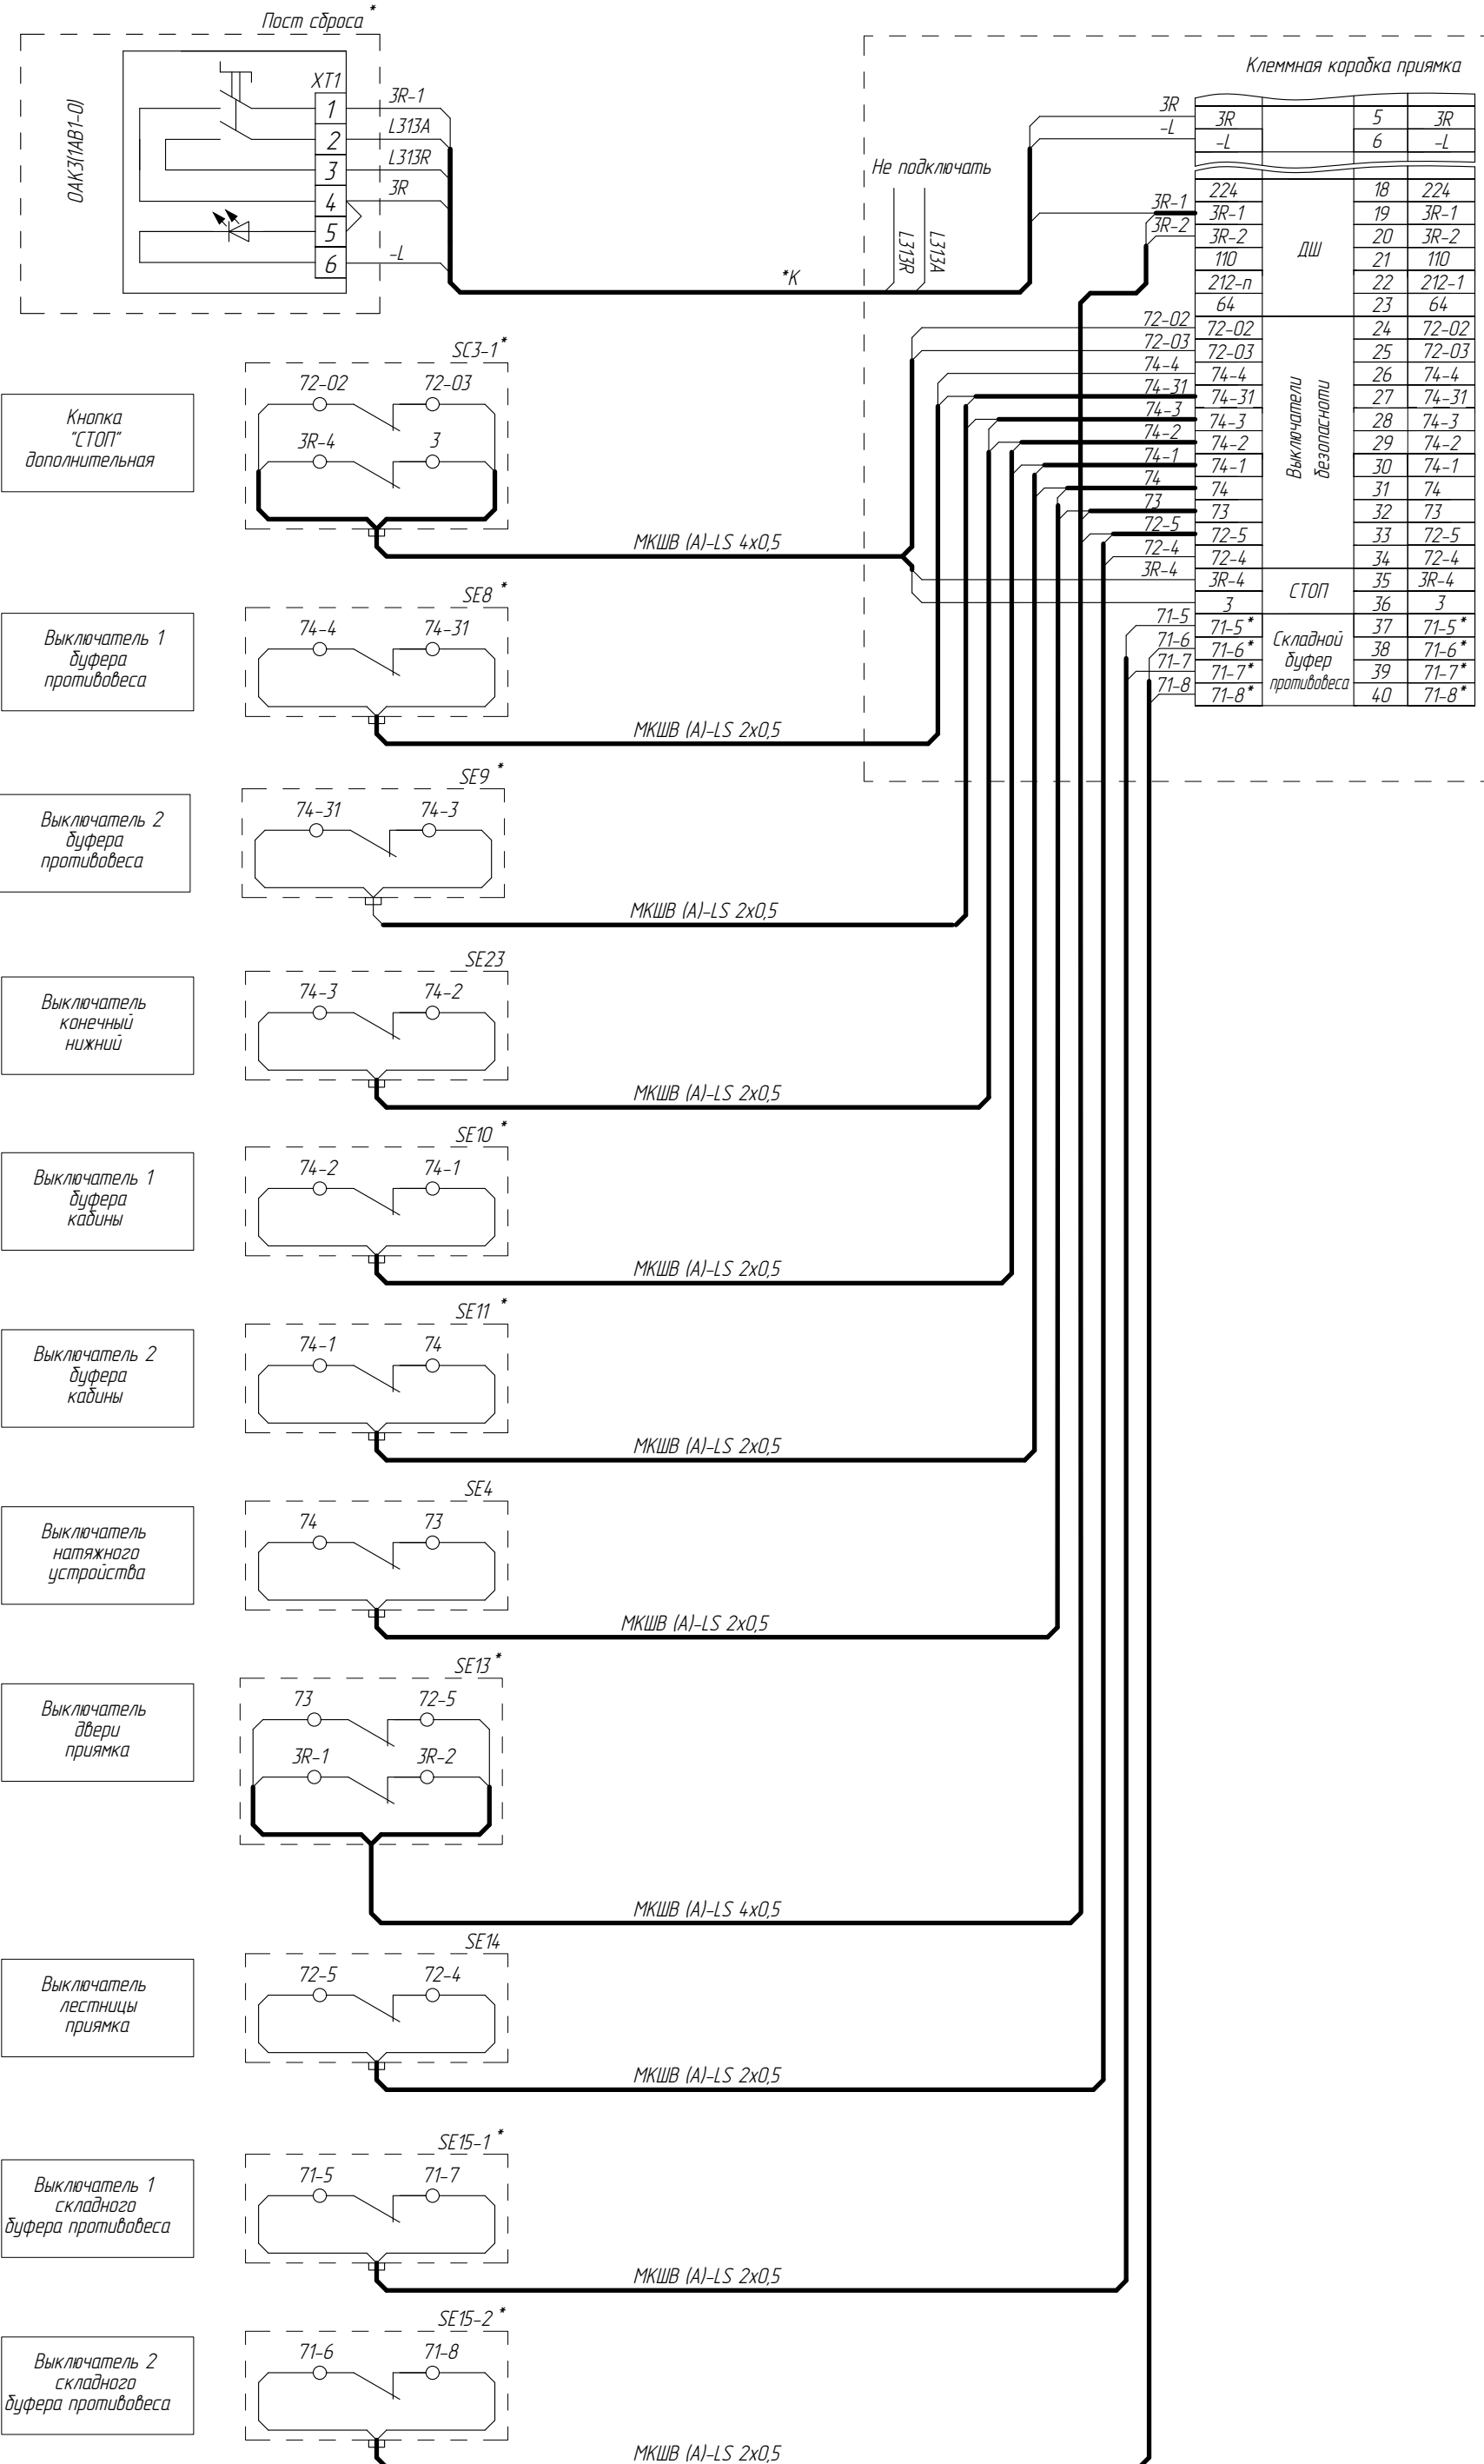 Пост сброса *
ОАК3(1АВ1-0)
XT1
1
2
3
4
5
6
3R-1
L313A
L313R
3R
-L
*К
Не подключать
L313R
L313A
Клеммная коробка приямка
3R
-L
3R-1
3R-2
72-02
72-03
74-4
74-31
74-3
74-2
74-1
74
73
72-5
72-4
3R-4
71-5
71-6
71-7
71-8
3R 5 3R
-L 6 -L
224 18 224
3R-1 19 3R-1
3R-2 20 3R-2
110 21 110
212-п 22 212-1
64 23 64
ДШ
72-02 24 72-02
72-03 25 72-03
74-4 26 74-4
74-31 27 74-31
74-3 28 74-3
74-2 29 74-2
74-1 30 74-1
74 31 74
73 32 73
72-5 33 72-5
72-4 34 72-4
Выключатели
безопасноти
3R-4 35 3R-4
3 36 3
СТОП
71-5* 37 71-5*
71-6* 38 71-6*
71-7* 39 71-7*
71-8* 40 71-8*
Складной
буфер
противовеса
Кнопка
"СТОП"
дополнительная
SC3-1*
72-02 72-03
3R-4 3
МКШВ (А)-LS 4х0,5
Выключатель 1
буфера
противовеса
SE8 *
74-4 74-31
МКШВ (А)-LS 2х0,5
Выключатель 2
буфера
противовеса
SE9 *
74-31 74-3
МКШВ (А)-LS 2х0,5
Выключатель
конечный
нижний
SE23
74-3 74-2
МКШВ (А)-LS 2х0,5
Выключатель 1
буфера
кабины
SE10 *
74-2 74-1
МКШВ (А)-LS 2х0,5
Выключатель 2
буфера
кабины
SE11 *
74-1 74
МКШВ (А)-LS 2х0,5
Выключатель
натяжного
устройства
SE4
74 73
МКШВ (А)-LS 2х0,5
Выключатель
двери
приямка
SE13 *
73 72-5
3R-1 3R-2
МКШВ (А)-LS 4х0,5
Выключатель
лестницы
приямка
SE14
72-5 72-4
МКШВ (А)-LS 2х0,5
Выключатель 1
складного
буфера противовеса
SE15-1 *
71-5 71-7
МКШВ (А)-LS 2х0,5
Выключатель 2
складного
буфера противовеса
SE15-2 *
71-6 71-8
МКШВ (А)-LS 2х0,5